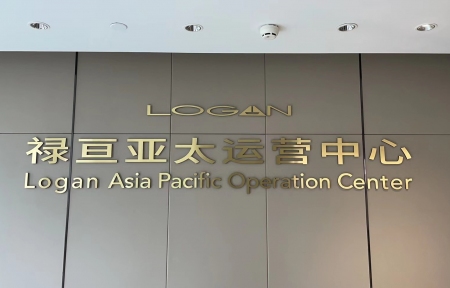 LOGAN
禄亘亚太运营中心
Logan Asia Pacific Operation Center